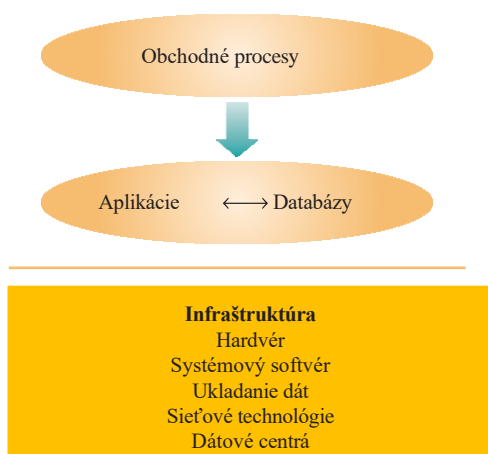 Obchodné procesy
Aplikácie ⟷ Databázy
Infraštruktúra
Hardvér
Systémový softvér
Ukladanie dát
Sieťové technológie
Dátové centrá